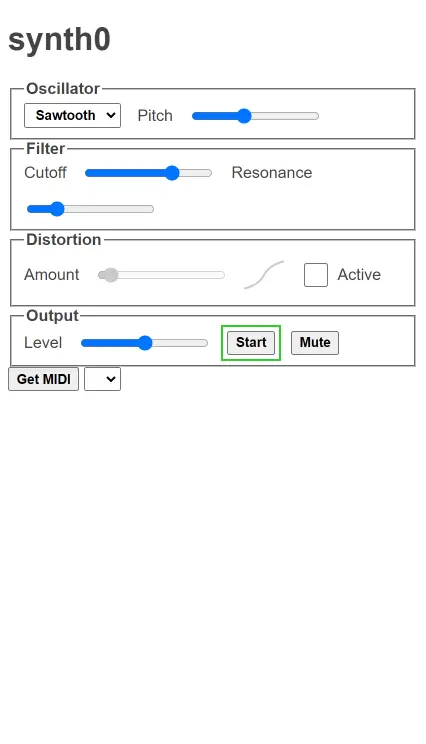 synth0
Oscillator
Sawtooth Pitch
Filter
Cutoff Resonance
Distortion
Amount Active
Output
Level Start Mute
Get MIDI